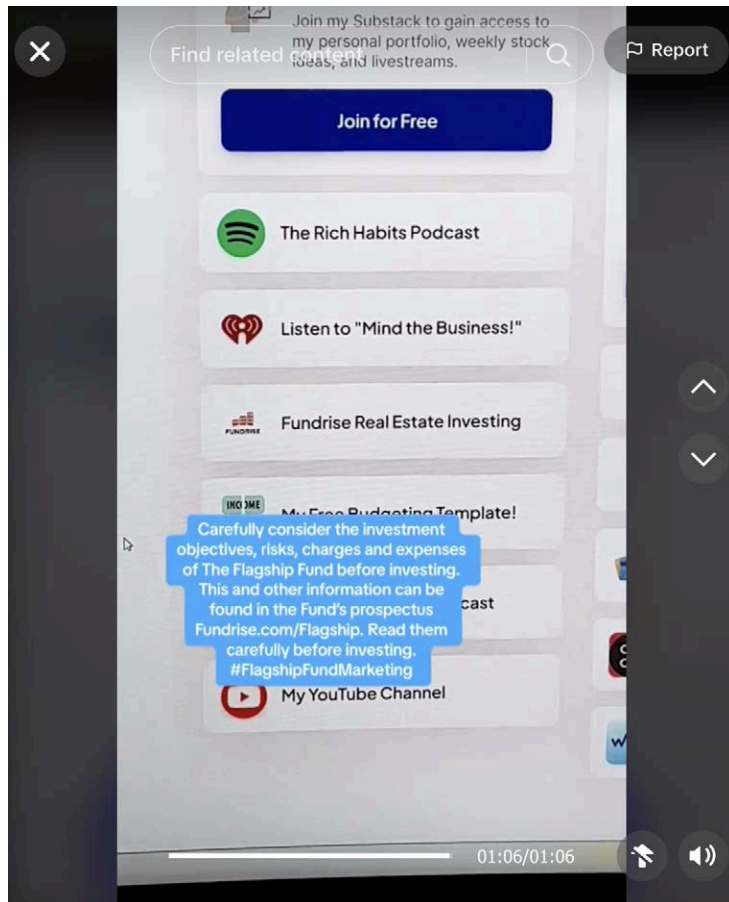 Join my Substack to gain access to
my personal portfolio, weekly stock
ideas, and livestreams.
Find related content
Report
Join for Free
The Rich Habits Podcast
Listen to "Mind the Business!"
FUNDRISE
Fundrise Real Estate Investing
INCOME
My Free Budgeting Template!
Carefully consider the investment
objectives, risks, charges and expenses
of The Flagship Fund before investing.
This and other information can be
found in the Fund's prospectus
Fundrise.com/Flagship. Read them
carefully before investing.
#FlagshipFundMarketing
cast
My YouTube Channel
01:06/01:06